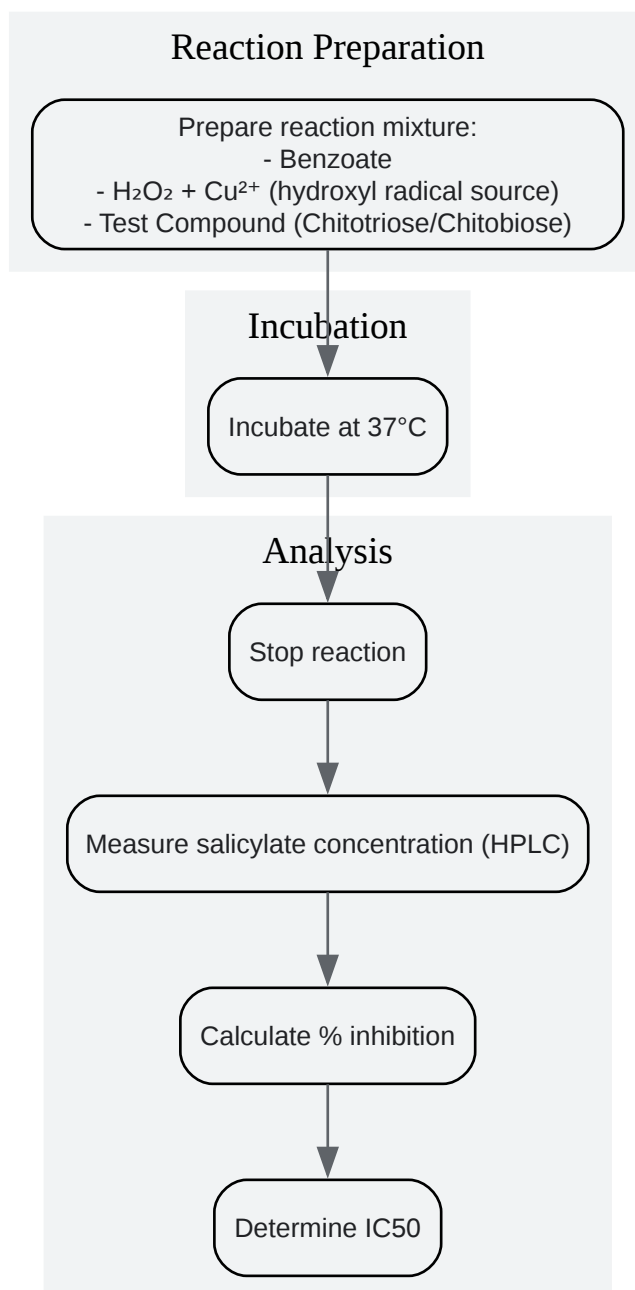 Reaction Preparation
Prepare reaction mixture:
- Benzoate
- H₂O₂ + Cu²⁺ (hydroxyl radical source)
- Test Compound (Chitotriose/Chitobiose)
Incubation
Incubate at 37°C
Analysis
Stop reaction
Measure salicylate concentration (HPLC)
Calculate % inhibition
Determine IC50